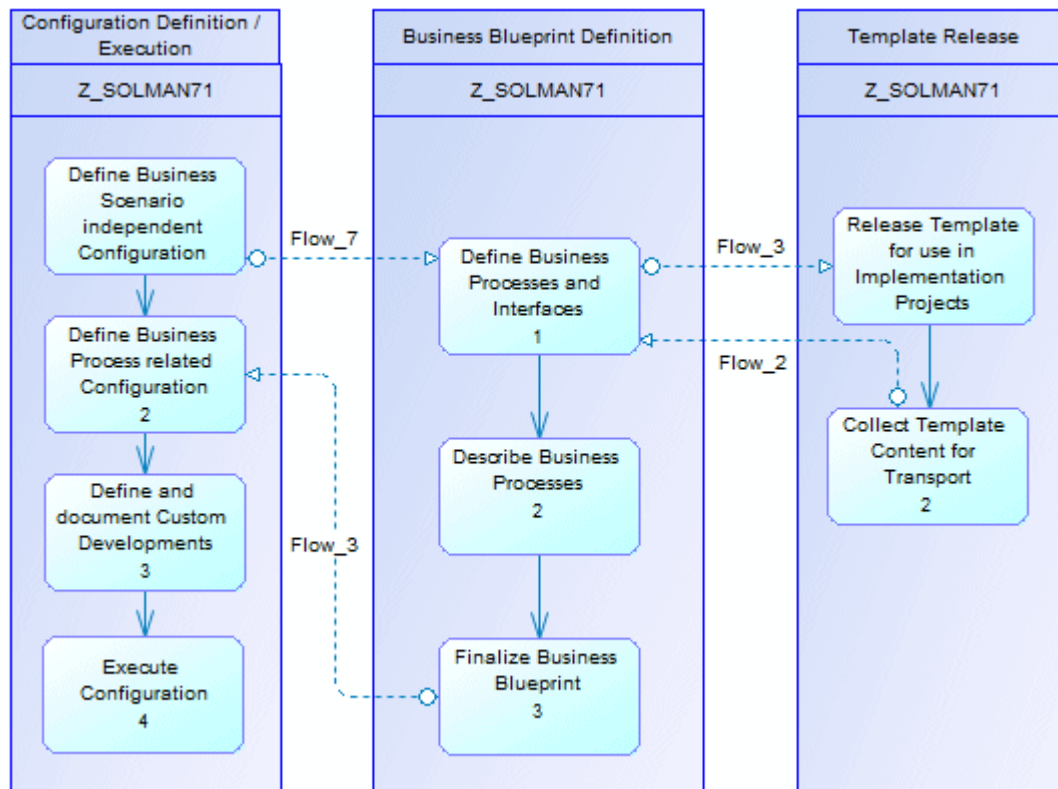 Configuration Definition /
Execution
Business Blueprint Definition
Template Release
Z_SOLMAN71
Z_SOLMAN71
Z_SOLMAN71
Define Business
Scenario
independent
Configuration
Flow_7
Define Business
Processes and
Interfaces
1
Flow_3
Release Template
for use in
Implementation
Projects
Define Business
Process related
Configuration
2
Flow_2
Collect Template
Content for
Transport
2
Describe Business
Processes
2
Define and
document Custom
Developments
3
Flow_3
Execute
Configuration
4
Finalize Business
Blueprint
3